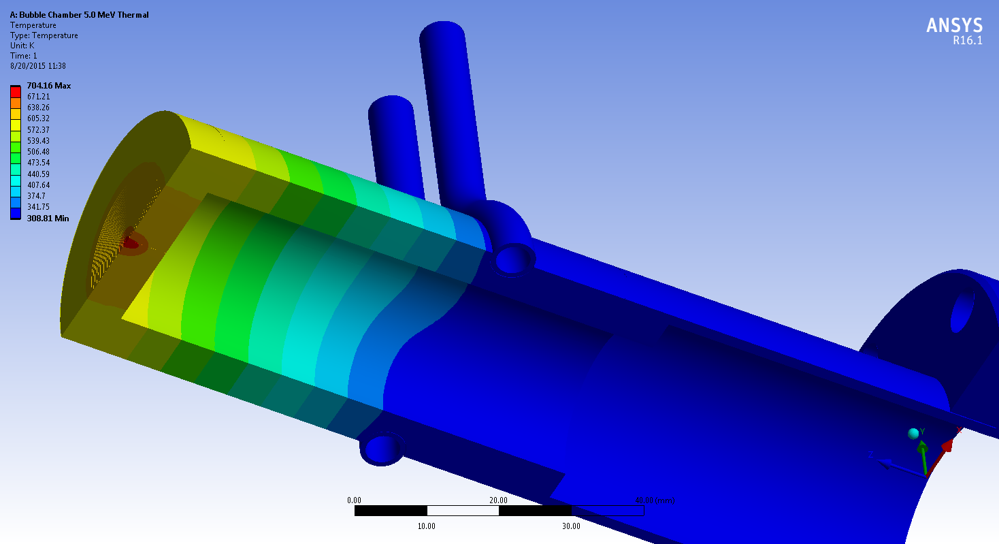 A: Bubble Chamber 5.0 MeV Thermal
Temperature
Type: Temperature
Unit: K
Time: 1
8/20/2015 11:38
704.16 Max
671.21
638.26
605.32
572.37
539.43
506.48
473.54
440.59
407.64
374.7
341.75
308.81 Min
ANSYS
R16.1
Y
X
Z
0.00
20.00
40.00 (mm)
10.00
30.00